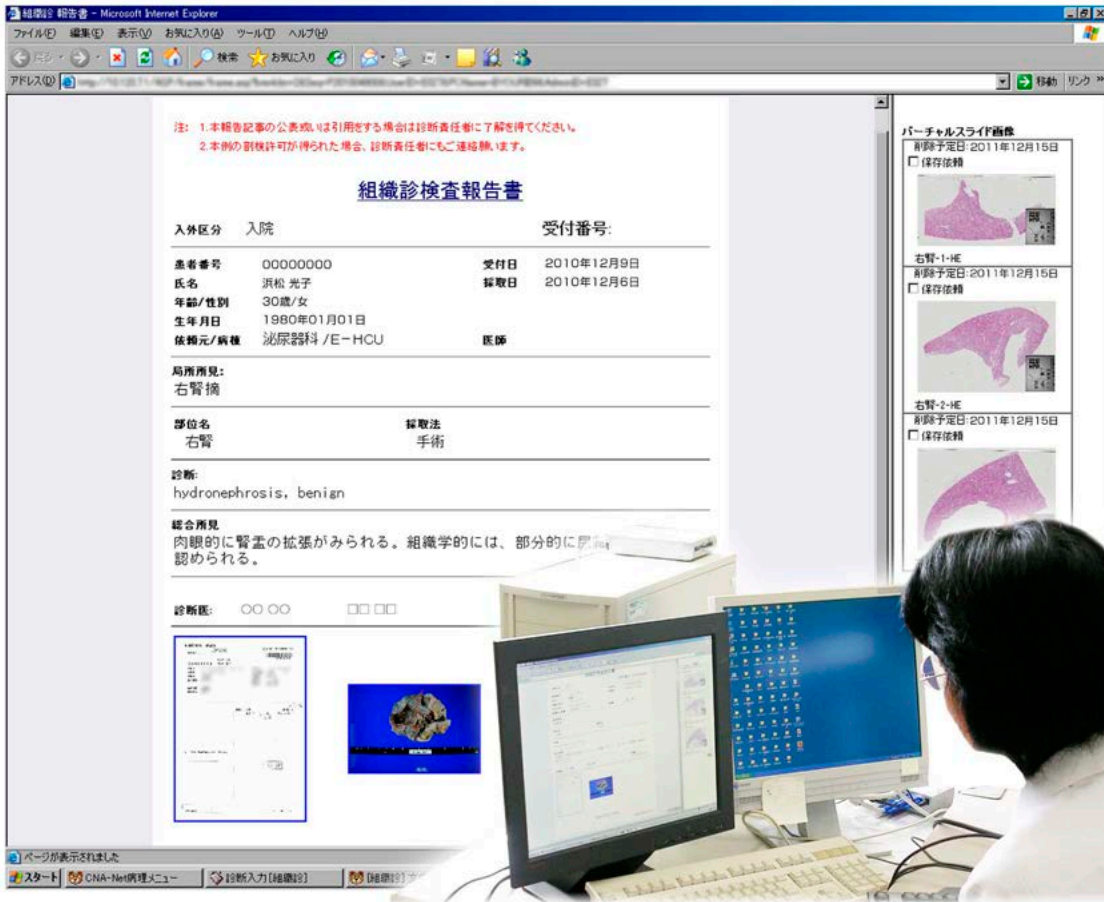 組織診 報告書 - Microsoft Internet Explorer
ファイル(F) 編集(E) 表示(V) お気に入り(A) ツール(T) ヘルプ(H)
戻る 検索 お気に入り
アドレス(D) 移動 リンク »
注: 1.本報告記事の公表或いは引用をする場合は診断責任者に了解を得てください。
2.本例の剖検許可が得られた場合、診断責任者にもご連絡願います。
組織診検査報告書
入外区分 入院 受付番号:
患者番号 00000000 受付日 2010年12月9日
氏名 浜松 光子 採取日 2010年12月6日
年齢/性別 30歳/女
生年月日 1980年01月01日
依頼元/病棟 泌尿器科 /E-HCU 医師
局所所見:
右腎摘
部位名 採取法
右腎 手術
診断:
hydronephrosis, benign
総合所見
肉眼的に腎盂の拡張がみられる。組織学的には、部分的に尿
認められる。
診断医: ○○ ○○ □□ □□
バーチャルスライド画像
削除予定日:2011年12月15日
保存依頼
右腎-1-HE
削除予定日:2011年12月15日
保存依頼
右腎-2-HE
削除予定日:2011年12月15日
保存依頼
ページが表示されました
スタート CNA-Net病理メニュー 診断入力[組織診] [組織診]